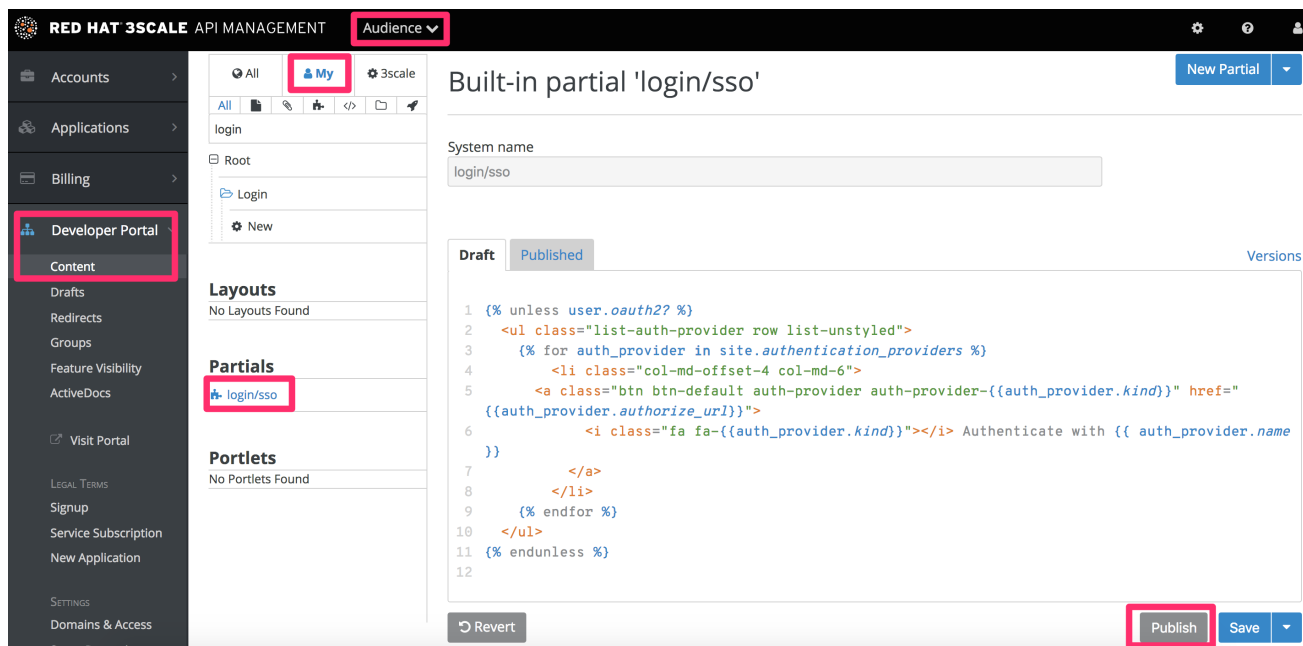 RED HAT 3SCALE API MANAGEMENT Audience
Accounts
Applications
Billing
Developer Portal
Content
Drafts
Redirects
Groups
Feature Visibility
ActiveDocs
Visit Portal
LEGAL TERMS
Signup
Service Subscription
New Application
SETTINGS
Domains & Access
All My 3scale
All </>
login
Root
Login
New
Layouts
No Layouts Found
Partials
login/sso
Portlets
No Portlets Found
Built-in partial 'login/sso'
New Partial
System name
login/sso
Draft Published Versions
1 {% unless user.oauth2? %}
2 <ul class="list-auth-provider row list-unstyled">
3 {% for auth_provider in site.authentication_providers %}
4 <li class="col-md-offset-4 col-md-6">
5 <a class="btn btn-default auth-provider auth-provider-{{auth_provider.kind}}" href="
{{auth_provider.authorize_url}}">
6 <i class="fa fa-{{auth_provider.kind}}"></i> Authenticate with {{ auth_provider.name
}}
7 </a>
8 </li>
9 {% endfor %}
10 </ul>
11 {% endunless %}
12
Revert Publish Save